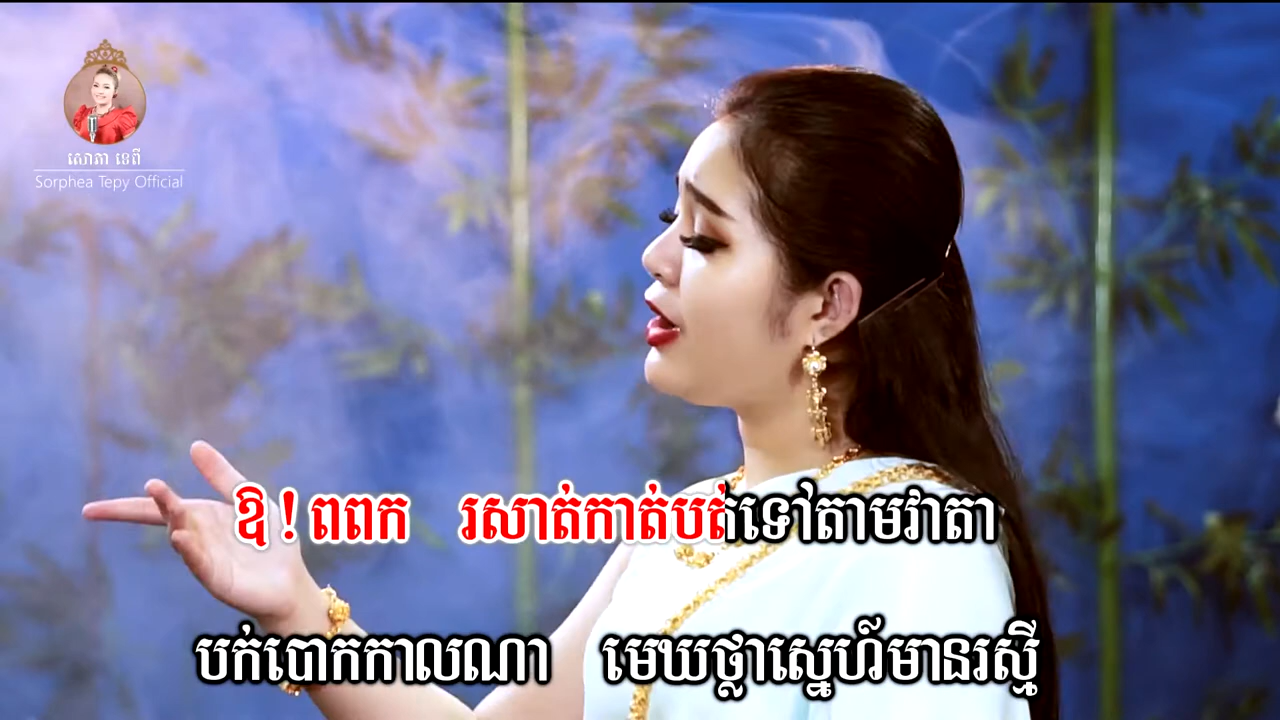 សោភា ទេពី
Sorphea Tepy Official
ឱ ! ពពក រសាត់កាត់បត់ទៅតាមវាតា
បក់បោកកាលណា មេឃថ្លាស្នេហ៍មានរស្មី